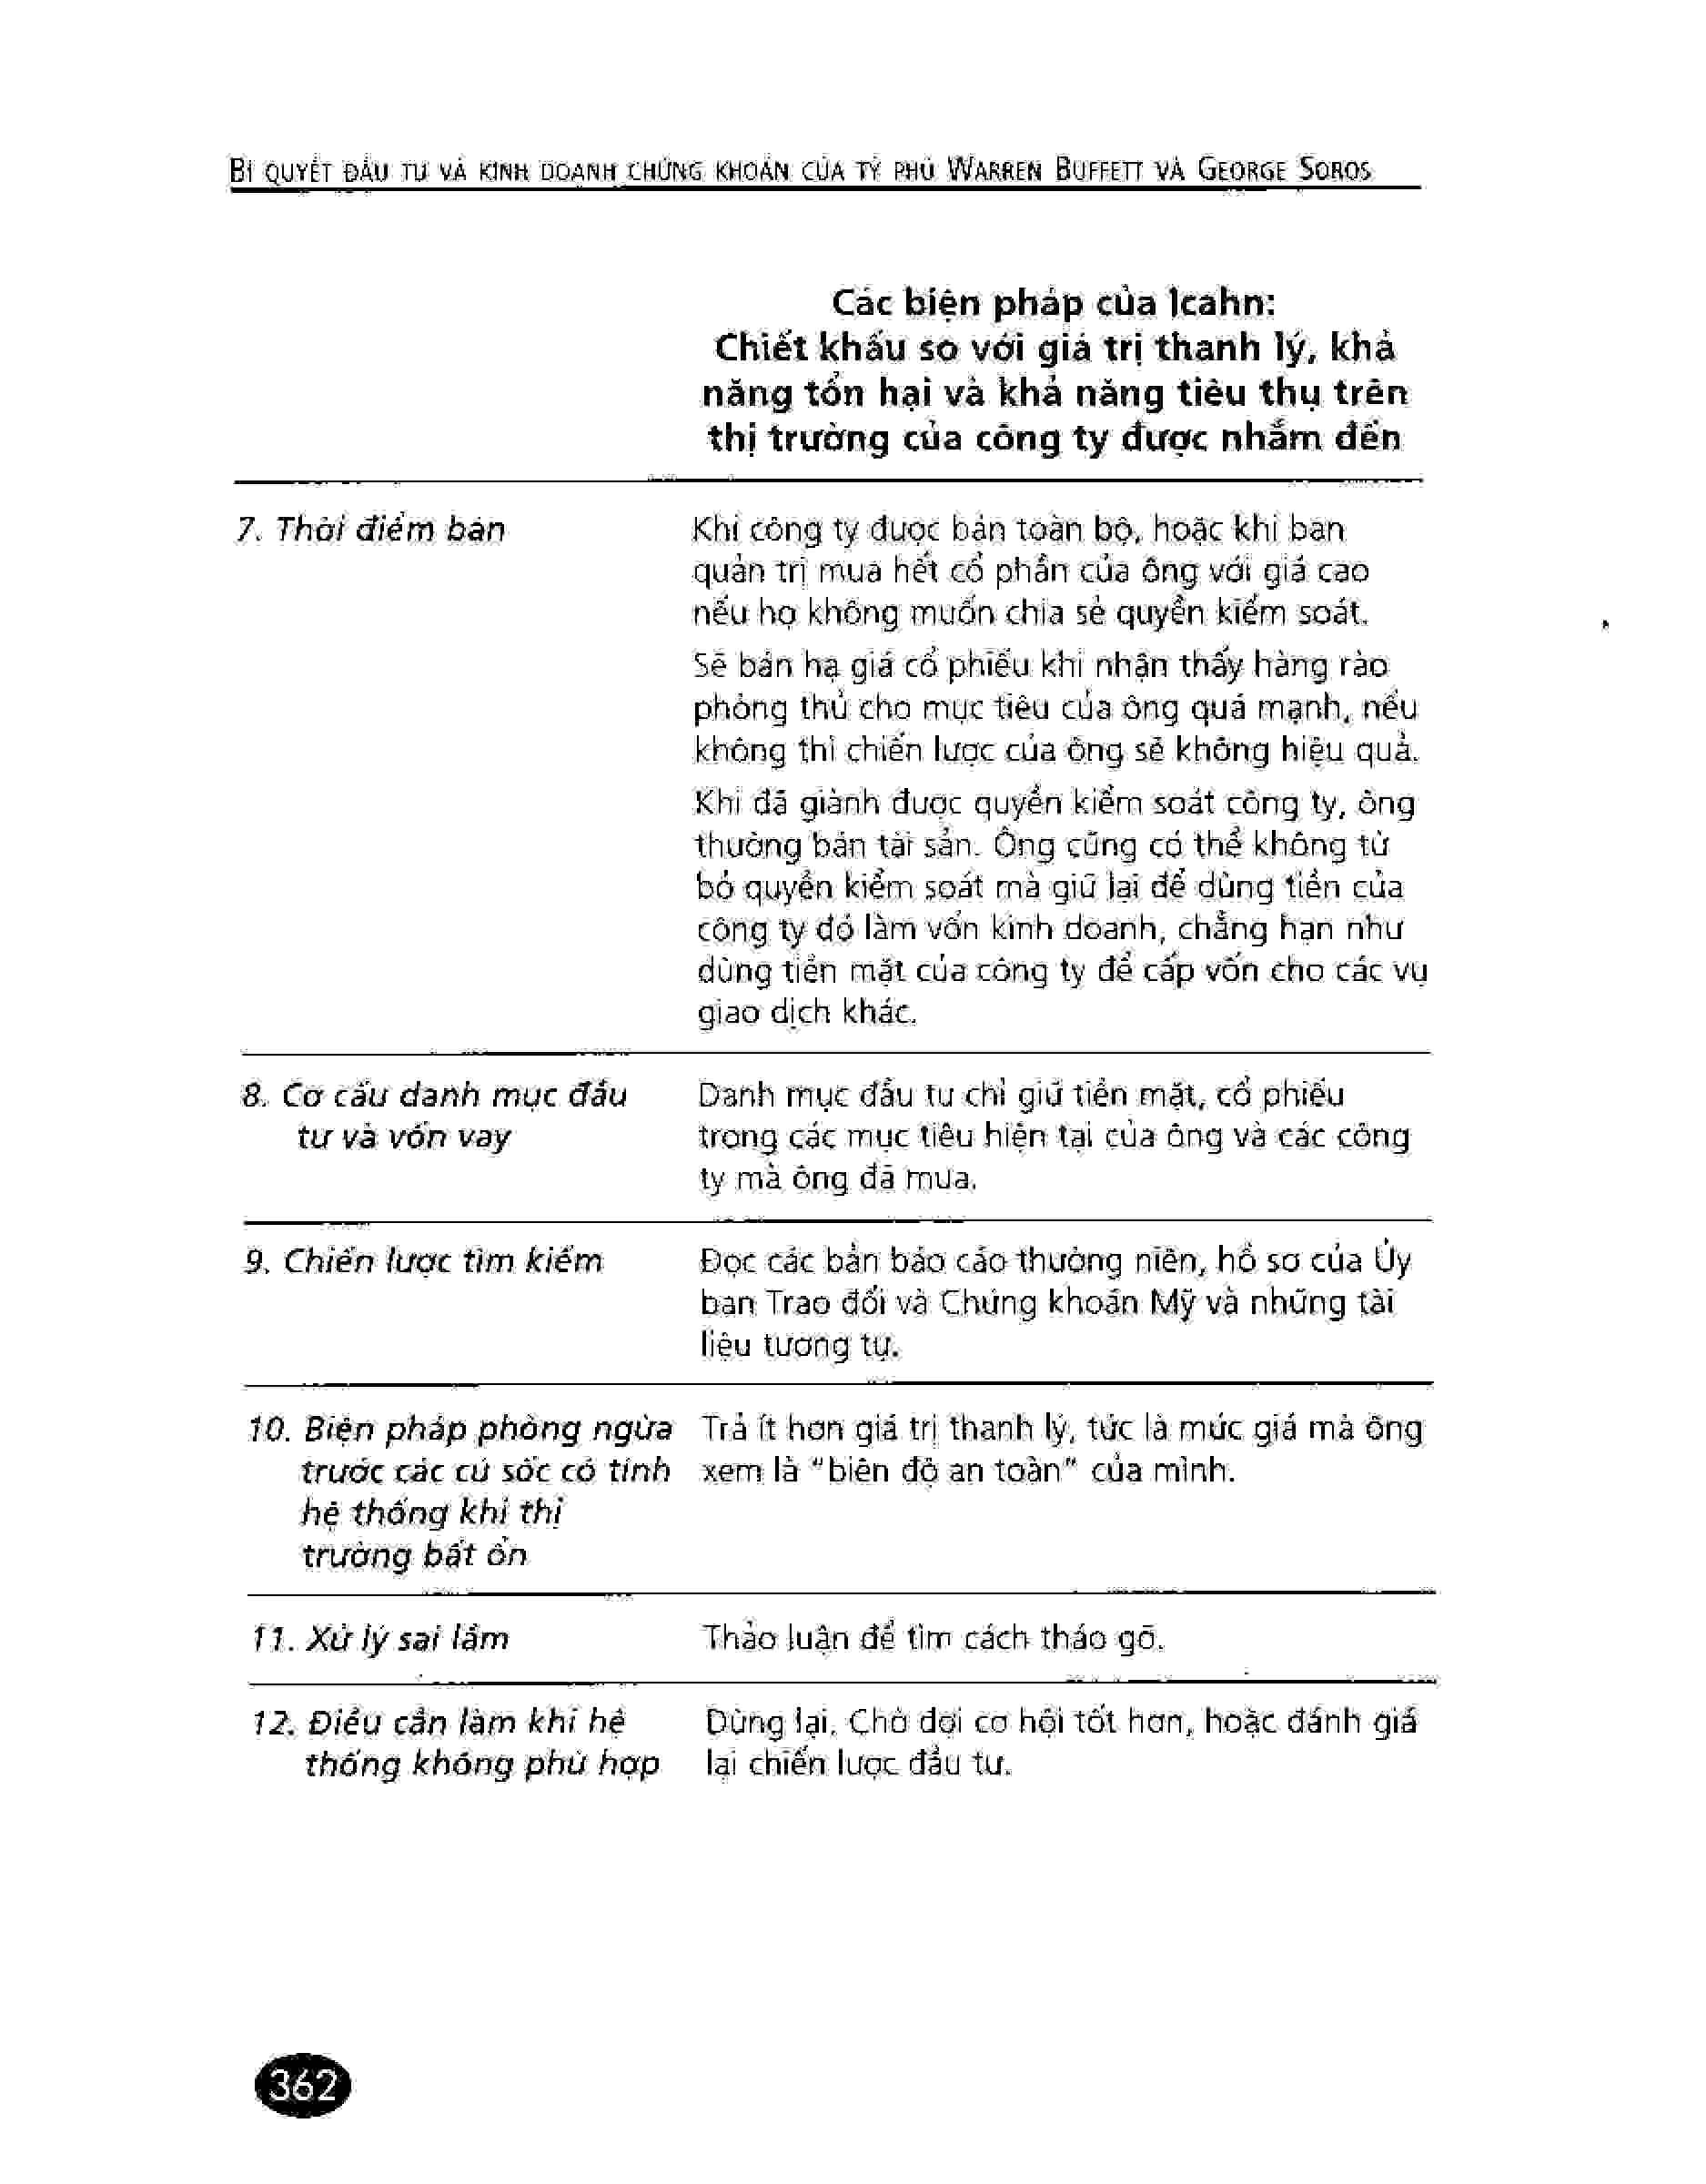 BÍ QUYẾT ĐẦU TƯ VÀ KINH DOANH CHỨNG KHOÁN CỦA TỶ PHÚ WARREN BUFFETT VÀ GEORGE SOROS
Các biện pháp của Icahn:
Chiết khấu so với giá trị thanh lý, khả
năng tổn hại và khả năng tiêu thụ trên
thị trường của công ty được nhắm đến
7. Thời điểm bán
Khi công ty được bán toàn bộ, hoặc khi ban
quản trị mua hết cổ phần của ông với giá cao
nếu họ không muốn chia sẻ quyền kiểm soát.
Sẽ bán hạ giá cổ phiếu khi nhận thấy hàng rào
phòng thủ cho mục tiêu của ông quá mạnh, nếu
không thì chiến lược của ông sẽ không hiệu quả.
Khi đã giành được quyền kiểm soát công ty, ông
thường bán tài sản. Ông cũng có thể không từ
bỏ quyền kiểm soát mà giữ lại để dùng tiền của
công ty đó làm vốn kinh doanh, chẳng hạn như
dùng tiền mặt của công ty để cấp vốn cho các vụ
giao dịch khác.
8. Cơ cấu danh mục đầu
tư và vốn vay
Danh mục đầu tư chỉ giữ tiền mặt, cổ phiếu
trong các mục tiêu hiện tại của ông và các công
ty mà ông đã mua.
9. Chiến lược tìm kiếm
Đọc các bản báo cáo thường niên, hồ sơ của Ủy
ban Trao đổi và Chứng khoán Mỹ và những tài
liệu tương tự.
10. Biện pháp phòng ngừa
trước các cú sốc có tính
hệ thống khi thị
trường bất ổn
Trả ít hơn giá trị thanh lý, tức là mức giá mà ông
xem là "biên độ an toàn" của mình.
11. Xử lý sai lầm
Thảo luận để tìm cách tháo gỡ.
12. Điều cần làm khi hệ
thống không phù hợp
Dừng lại. Chờ đợi cơ hội tốt hơn, hoặc đánh giá
lại chiến lược đầu tư.
362